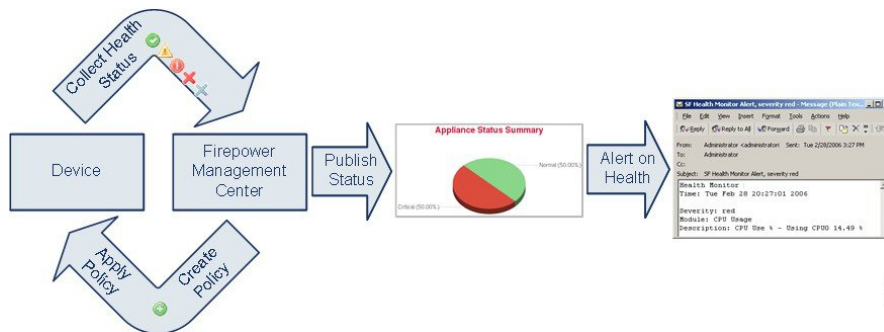 Collect Health
Status
Device
Firepower
Management
Center
Apply
Policy
Create
Policy
Publish
Status
Appliance Status Summary
Normal (50.00%)
Critical (50.00%)
Alert on
Health
SF Health Monitor Alert, severity red - Message (Plain Tex...
File Edit View Insert Format Tools Actions Help
Reply Reply to All Forward
From: Administrator <administrator> Sent: Tue 2/28/2006 3:27 PM
To: Administrator
Cc:
Subject: SF Health Monitor Alert, severity red
Health Monitor
Time: Tue Feb 28 20:27:01 2006
Severity: red
Module: CPU Usage
Description: CPU Use % - Using CPU0 14.49 %